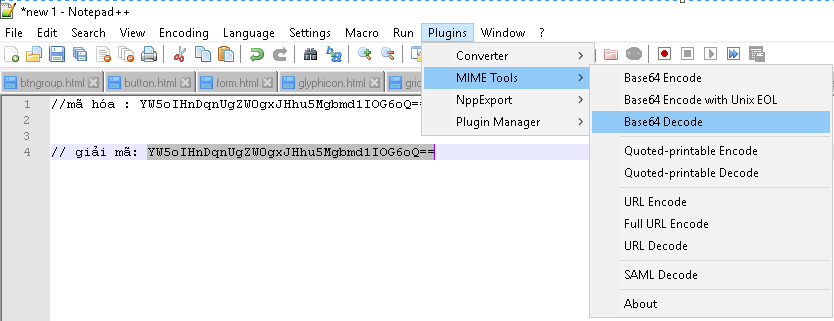 *new 1 - Notepad++
File Edit Search View Encoding Language Settings Macro Run Plugins Window ?
btngroup.html button.html form.html glyphicon.html
1 //mã hóa : YW5oIHnDqnUgZW0gxJHhu5Mgbmd1IOG6oQ==
2
3
4 // giải mã: YW5oIHnDqnUgZW0gxJHhu5Mgbmd1IOG6oQ==
Converter
MIME Tools
NppExport
Plugin Manager
Base64 Encode
Base64 Encode with Unix EOL
Base64 Decode
Quoted-printable Encode
Quoted-printable Decode
URL Encode
Full URL Encode
URL Decode
SAML Decode
About